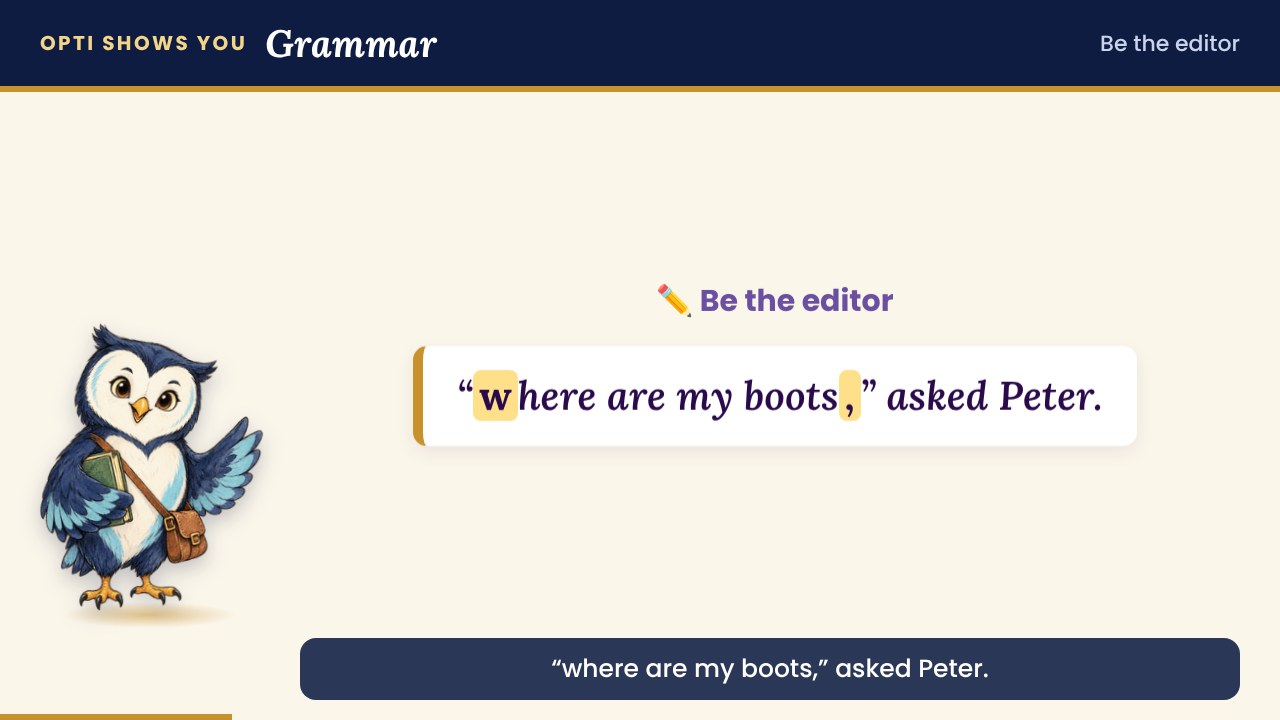 OPTI SHOWS YOU Grammar
Be the editor
✏️ Be the editor
“where are my boots,” asked Peter.
“where are my boots,” asked Peter.